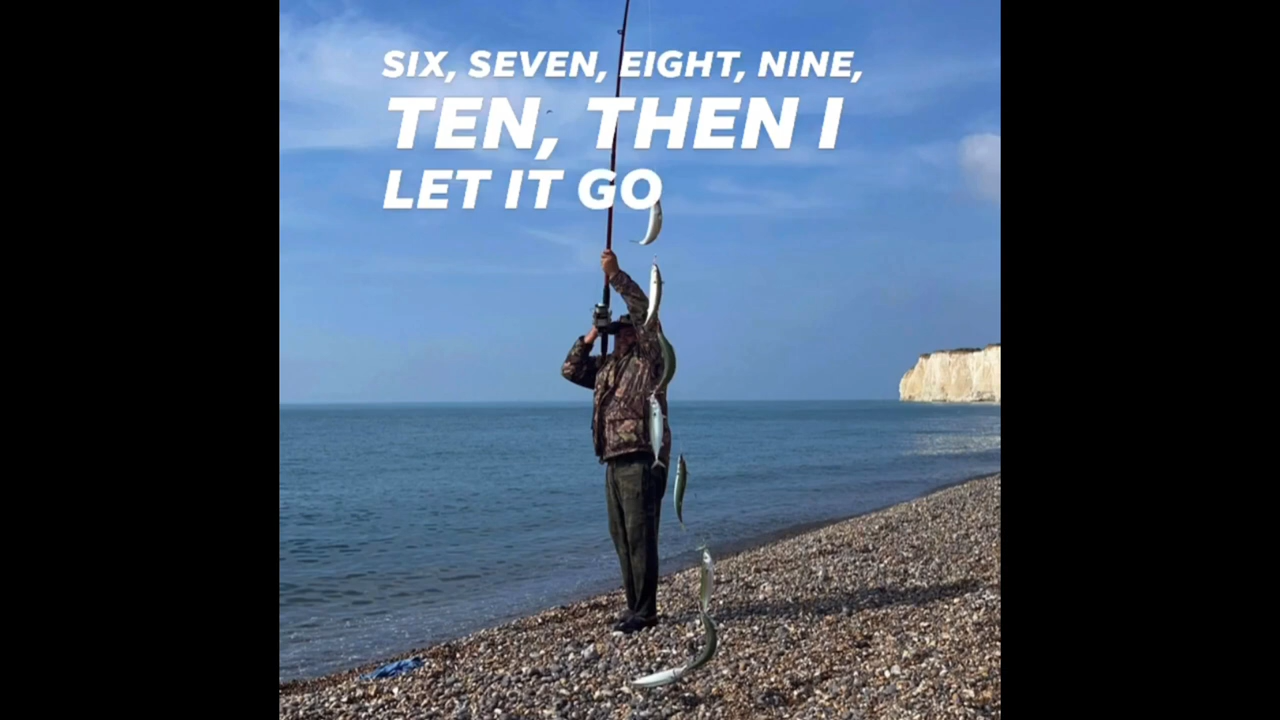 SIX, SEVEN, EIGHT, NINE,
TEN, THEN I
LET IT GO